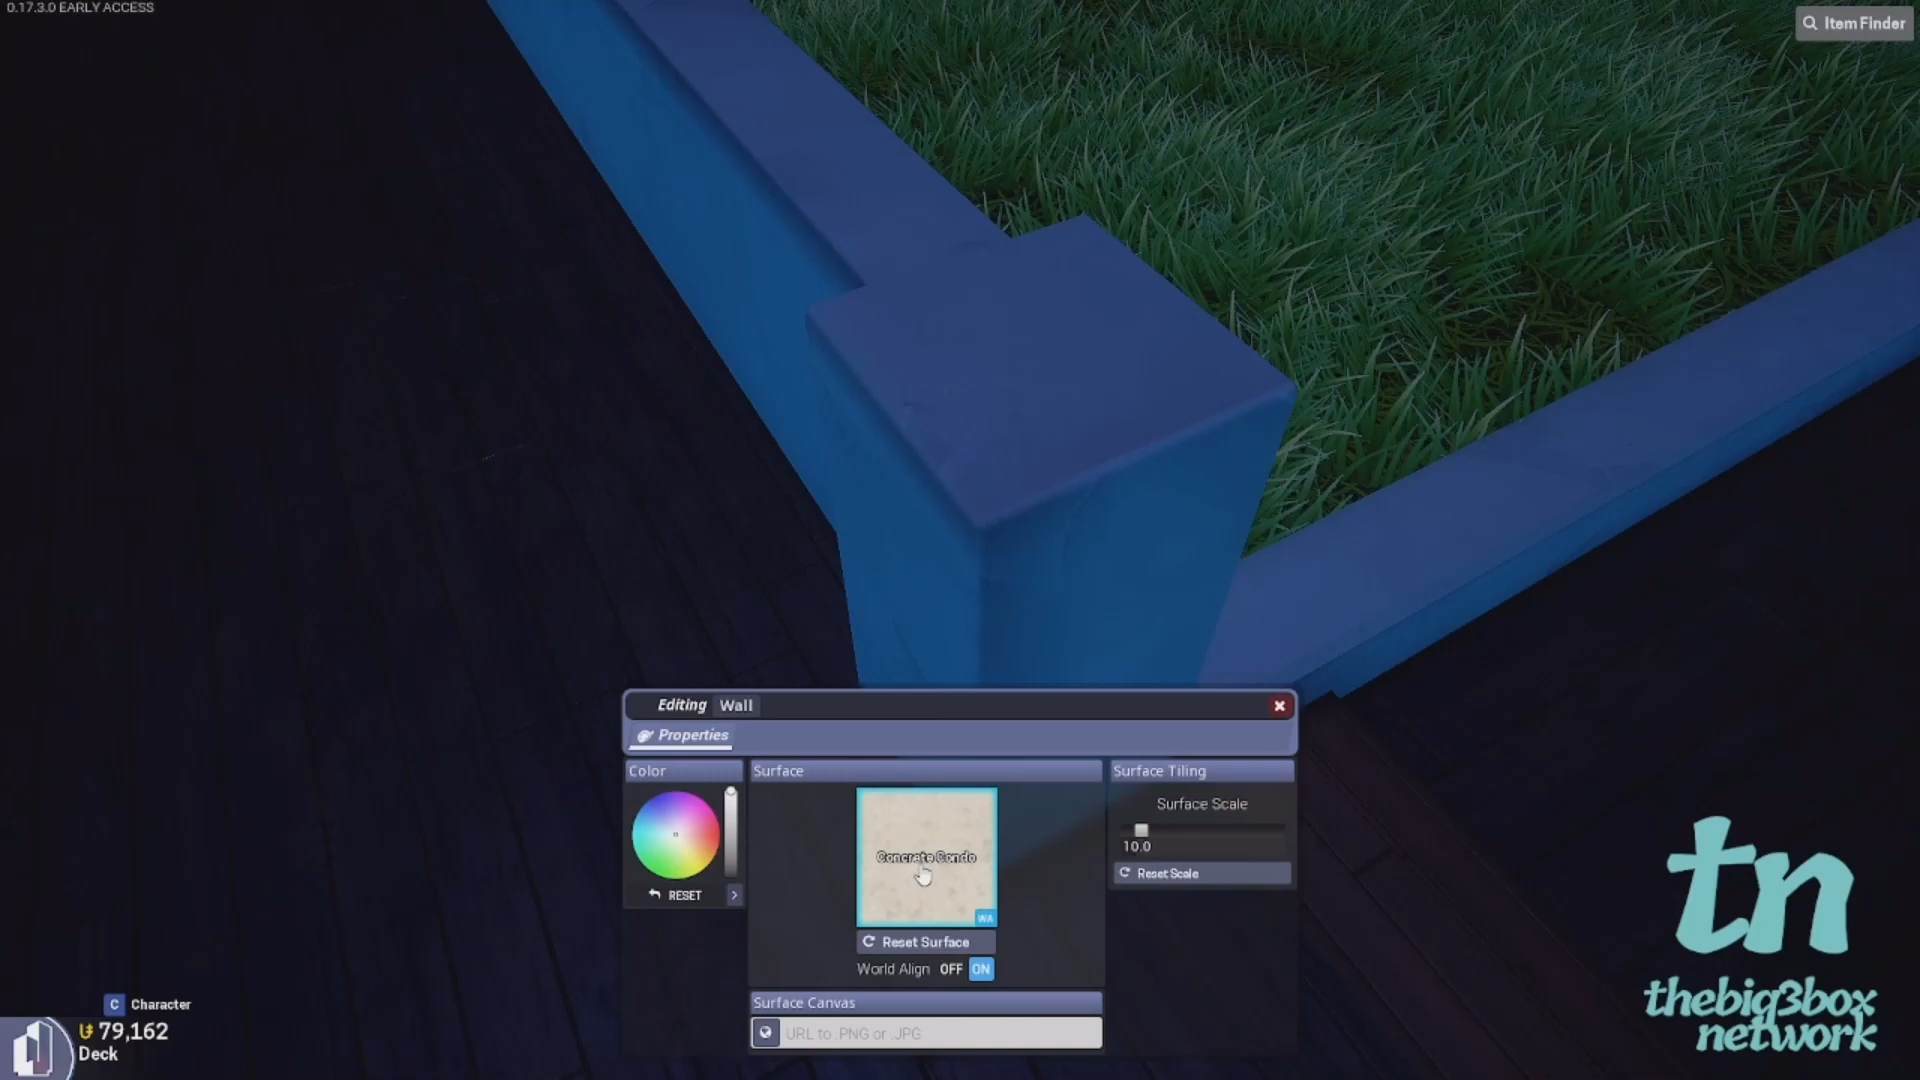 0.17.3.0 EARLY ACCESS
Item Finder
Editing Wall
Properties
Color
Surface
Surface Tiling
Surface Scale
Concrete Condo
10.0
Reset Scale
RESET
WA
Reset Surface
World Align OFF ON
Surface Canvas
URL to .PNG or .JPG
C Character
79,162
Deck
tn
thebig3box
network